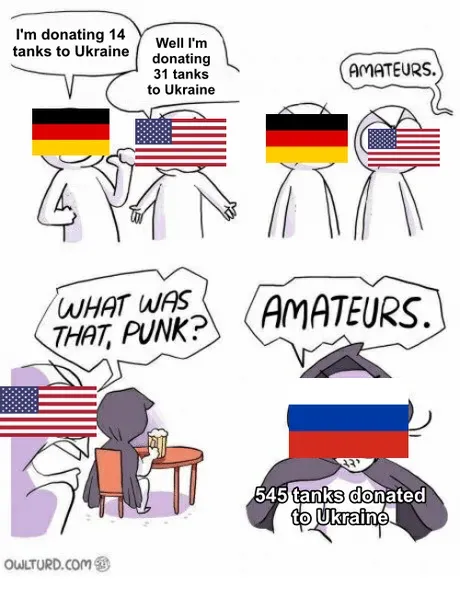 I'm donating 14
tanks to Ukraine
Well I'm
donating
31 tanks
to Ukraine
AMATEURS.
WHAT WAS
THAT, PUNK?
AMATEURS.
545 tanks donated
to Ukraine
OWLTURD.COM